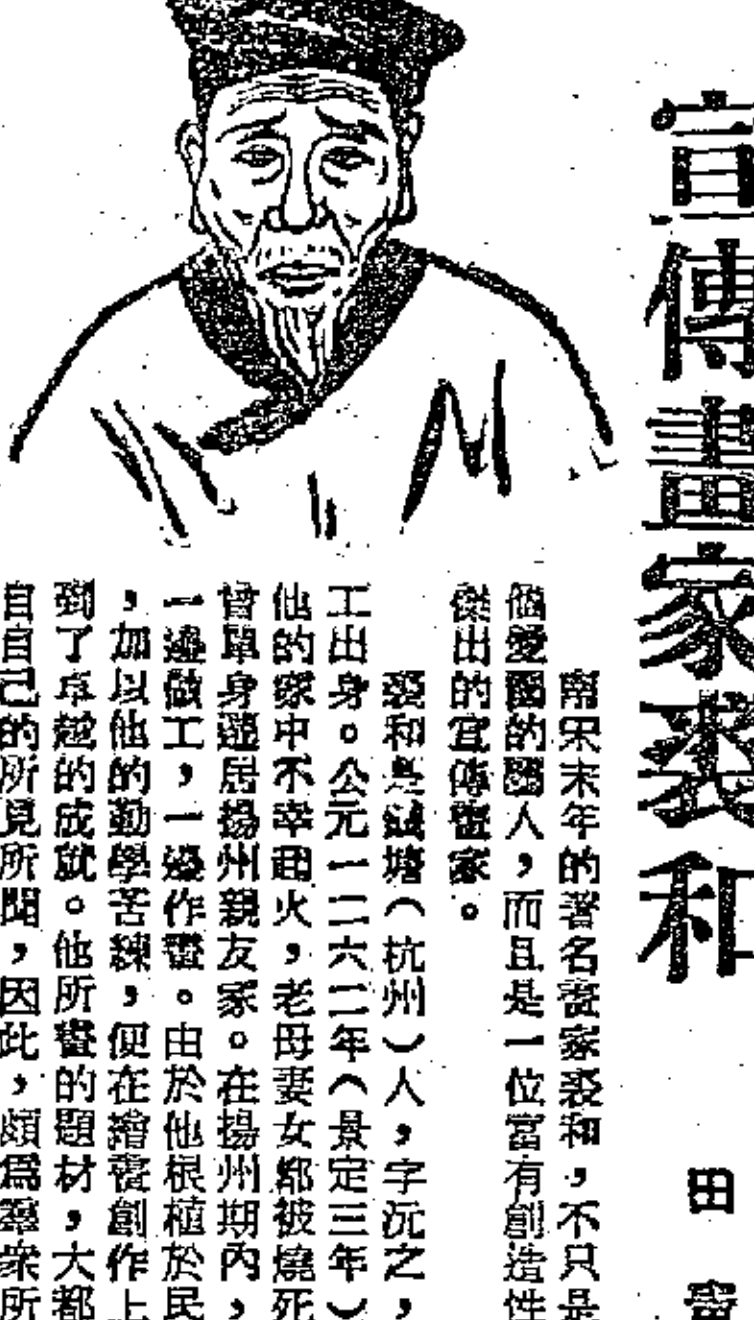 宣傳畫家裘和
田
南宋末年的著名畫家裘和，不只是
個愛國的國人，而且是一位富有創造性
傑出的宣傳畫家。
裘和是錢塘（杭州）人，字沅之，
工出身。公元一二六二年（景定三年）
他的家中不幸起火，老母妻女都被燒死
曾單身遷居揚州親友家。在揚州期內，
一邊做工，一邊作畫。由於他根植於民
，加以他的勤學苦練，便在繪畫創作上
到了卓越的成就。他所畫的題材，大都
自自己的所見所聞，因此，頗爲羣衆所